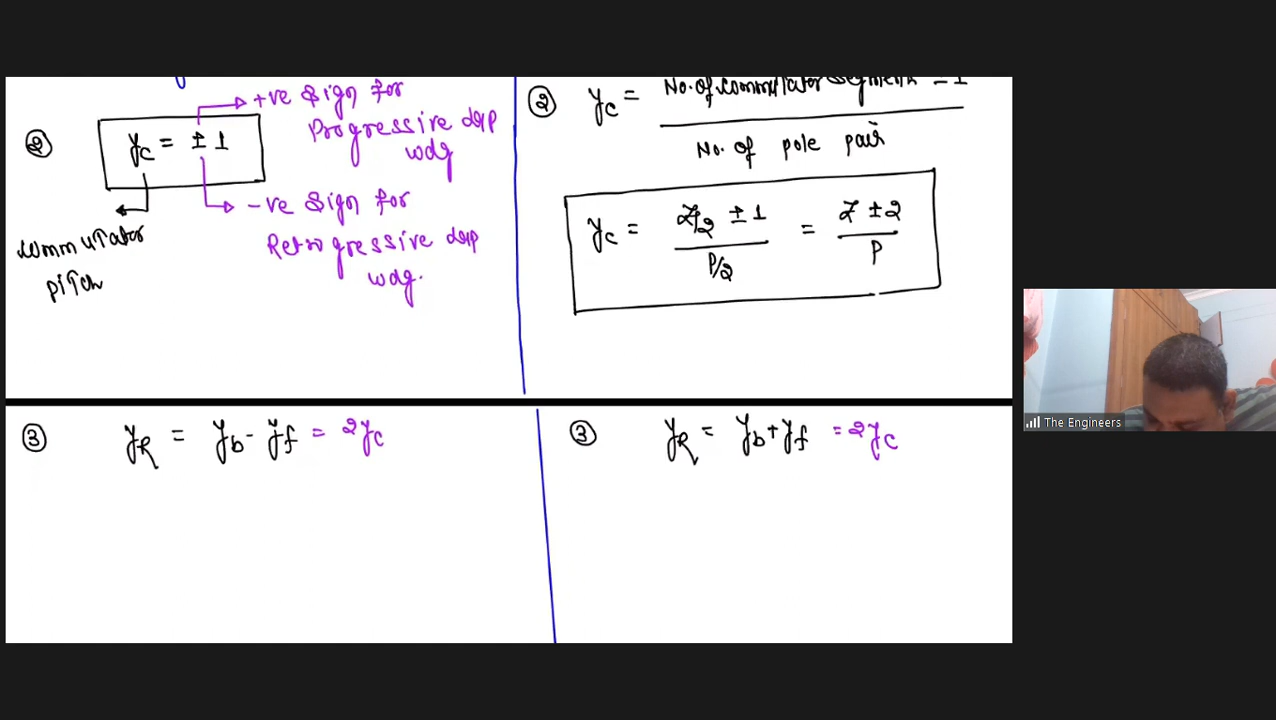 +ve sign for
Progressive lap
wdg
② yc = ±1
-ve sign for
Retrogressive lap
wdg.
commutator
pitch
② yc = No. of commutator segment ± 1
No. of pole pair
yc = Z/2 ± 1 / P/2 = Z ± 2 / P
③ yR = yb - yf = 2yc
③ yR = yb + yf = 2yc
The Engineers